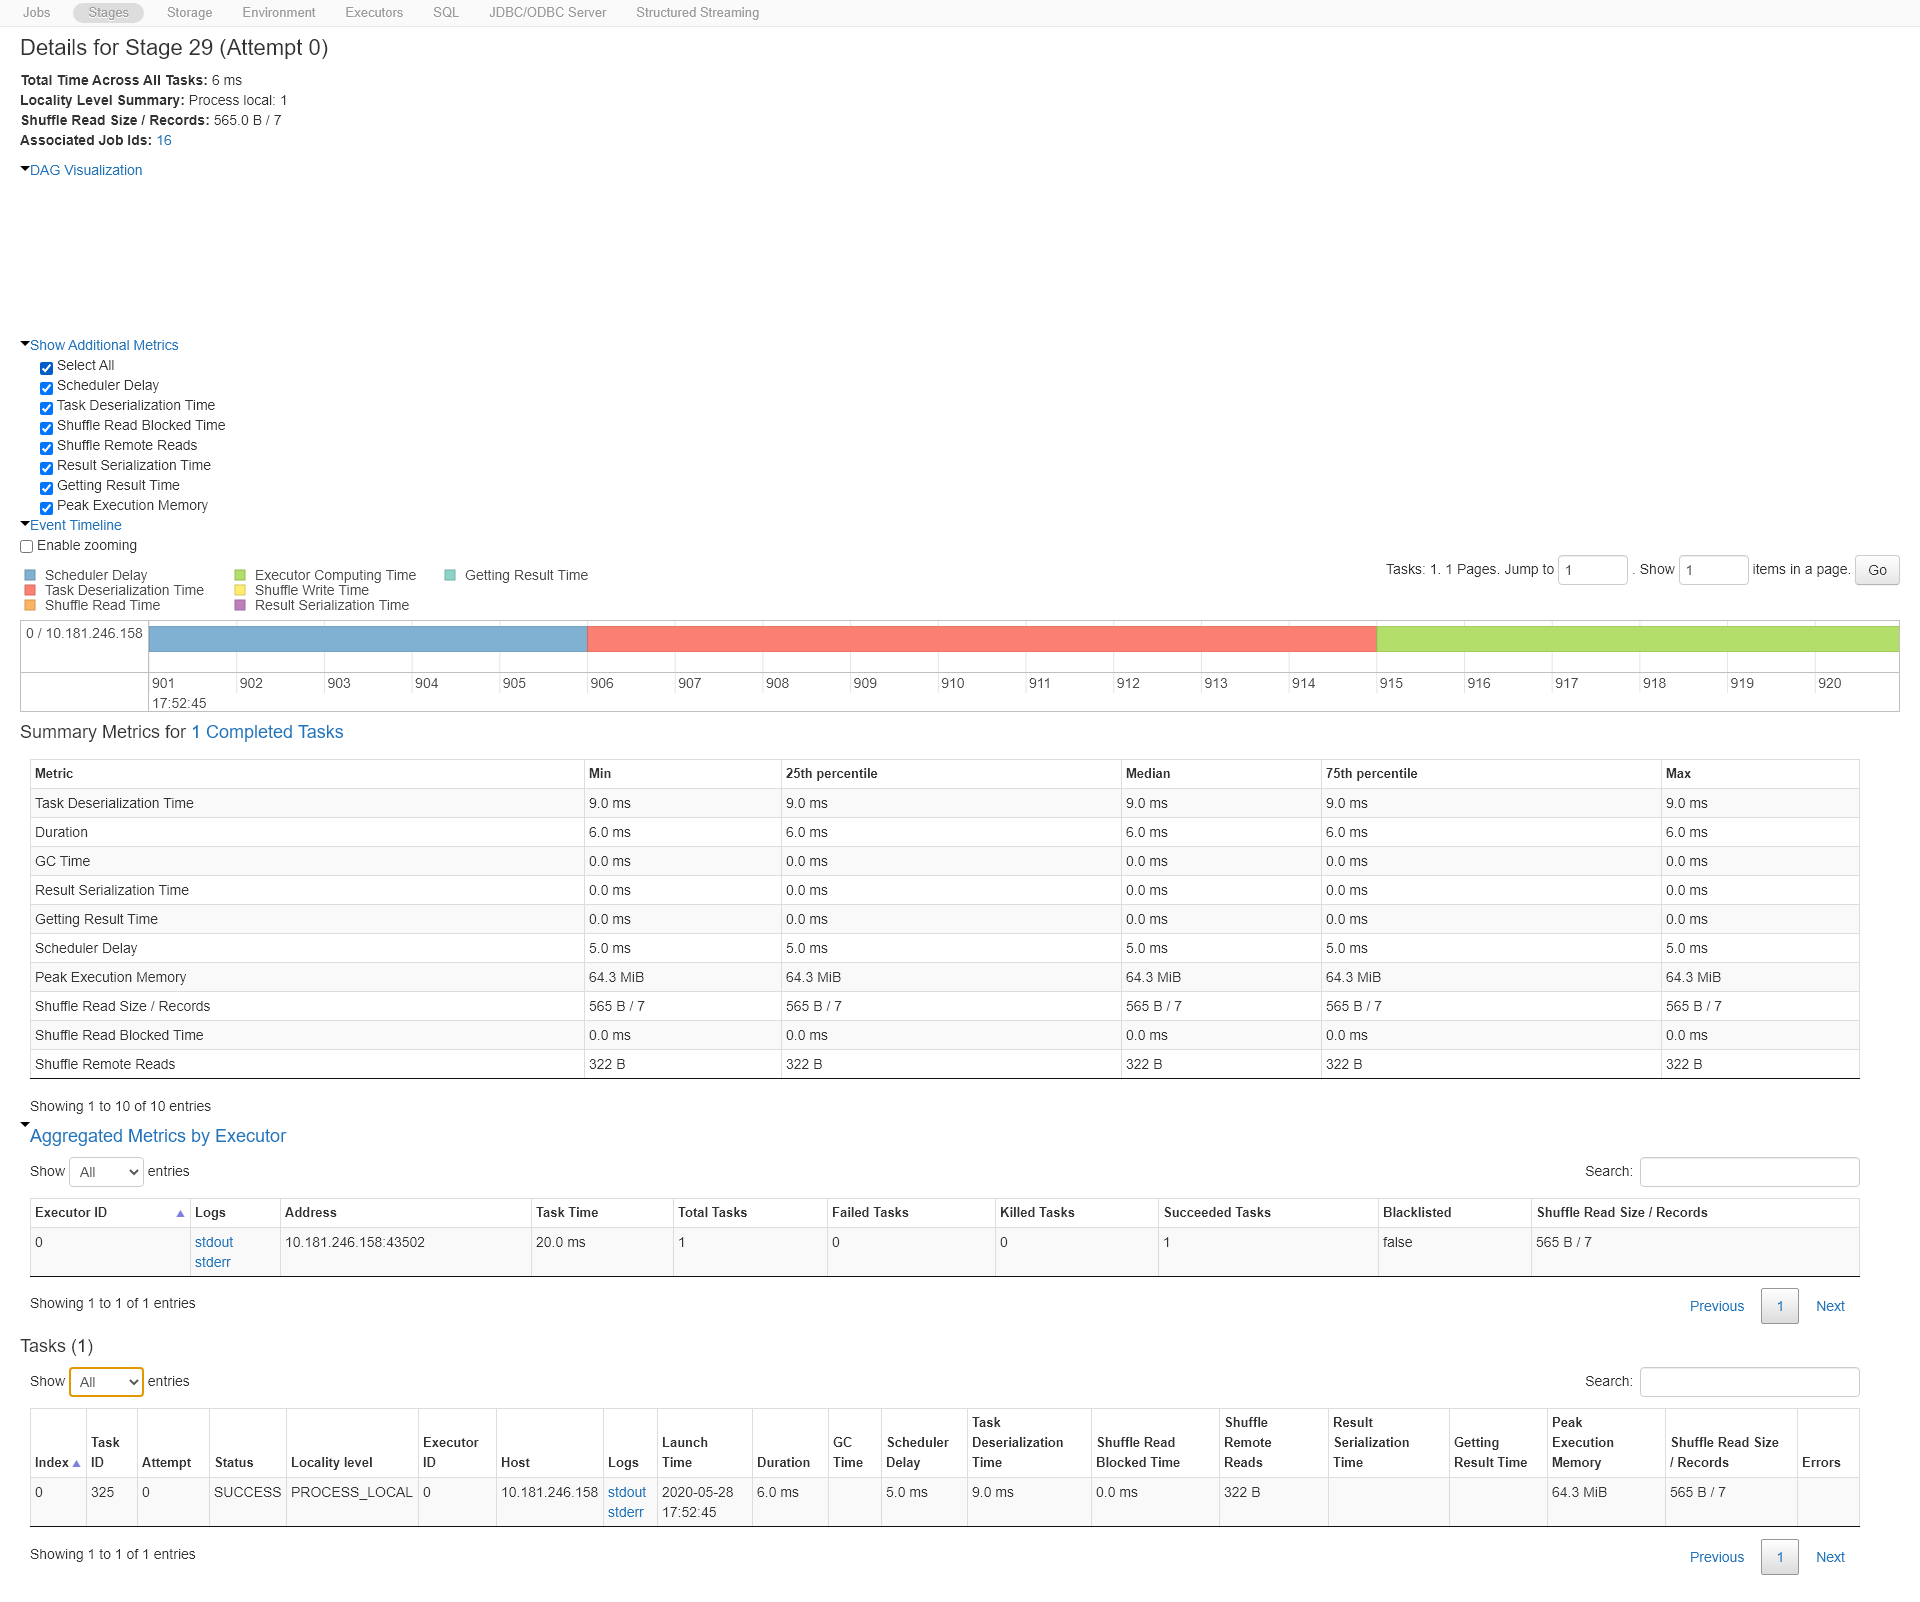 Jobs Stages Storage Environment Executors SQL JDBC/ODBC Server Structured Streaming
Details for Stage 29 (Attempt 0)
Total Time Across All Tasks: 6 ms
Locality Level Summary: Process local: 1
Shuffle Read Size / Records: 565.0 B / 7
Associated Job Ids: 16
DAG Visualization
Show Additional Metrics
Select All
Scheduler Delay
Task Deserialization Time
Shuffle Read Blocked Time
Shuffle Remote Reads
Result Serialization Time
Getting Result Time
Peak Execution Memory
Event Timeline
Enable zooming
Tasks: 1. 1 Pages. Jump to 1 . Show 1 items in a page. Go
Scheduler Delay Executor Computing Time Getting Result Time
Task Deserialization Time Shuffle Write Time
Shuffle Read Time Result Serialization Time
0 / 10.181.246.158
901 902 903 904 905 906 907 908 909 910 911 912 913 914 915 916 917 918 919 920
17:52:45
Summary Metrics for 1 Completed Tasks
Metric Min 25th percentile Median 75th percentile Max
Task Deserialization Time 9.0 ms 9.0 ms 9.0 ms 9.0 ms 9.0 ms
Duration 6.0 ms 6.0 ms 6.0 ms 6.0 ms 6.0 ms
GC Time 0.0 ms 0.0 ms 0.0 ms 0.0 ms 0.0 ms
Result Serialization Time 0.0 ms 0.0 ms 0.0 ms 0.0 ms 0.0 ms
Getting Result Time 0.0 ms 0.0 ms 0.0 ms 0.0 ms 0.0 ms
Scheduler Delay 5.0 ms 5.0 ms 5.0 ms 5.0 ms 5.0 ms
Peak Execution Memory 64.3 MiB 64.3 MiB 64.3 MiB 64.3 MiB 64.3 MiB
Shuffle Read Size / Records 565 B / 7 565 B / 7 565 B / 7 565 B / 7 565 B / 7
Shuffle Read Blocked Time 0.0 ms 0.0 ms 0.0 ms 0.0 ms 0.0 ms
Shuffle Remote Reads 322 B 322 B 322 B 322 B 322 B
Showing 1 to 10 of 10 entries
Aggregated Metrics by Executor
Show All entries Search:
Executor ID Logs Address Task Time Total Tasks Failed Tasks Killed Tasks Succeeded Tasks Blacklisted Shuffle Read Size / Records
0 stdout 10.181.246.158:43502 20.0 ms 1 0 0 1 false 565 B / 7
stderr
Showing 1 to 1 of 1 entries Previous 1 Next
Tasks (1)
Show All entries Search:
Task Shuffle Result Peak
Task Executor Launch GC Scheduler Deserialization Shuffle Read Remote Serialization Getting Execution Shuffle Read Size
Index ID Attempt Status Locality level ID Host Logs Time Duration Time Delay Time Blocked Time Reads Time Result Time Memory / Records Errors
0 325 0 SUCCESS PROCESS_LOCAL 0 10.181.246.158 stdout 2020-05-28 6.0 ms 5.0 ms 9.0 ms 0.0 ms 322 B 64.3 MiB 565 B / 7
stderr 17:52:45
Showing 1 to 1 of 1 entries Previous 1 Next